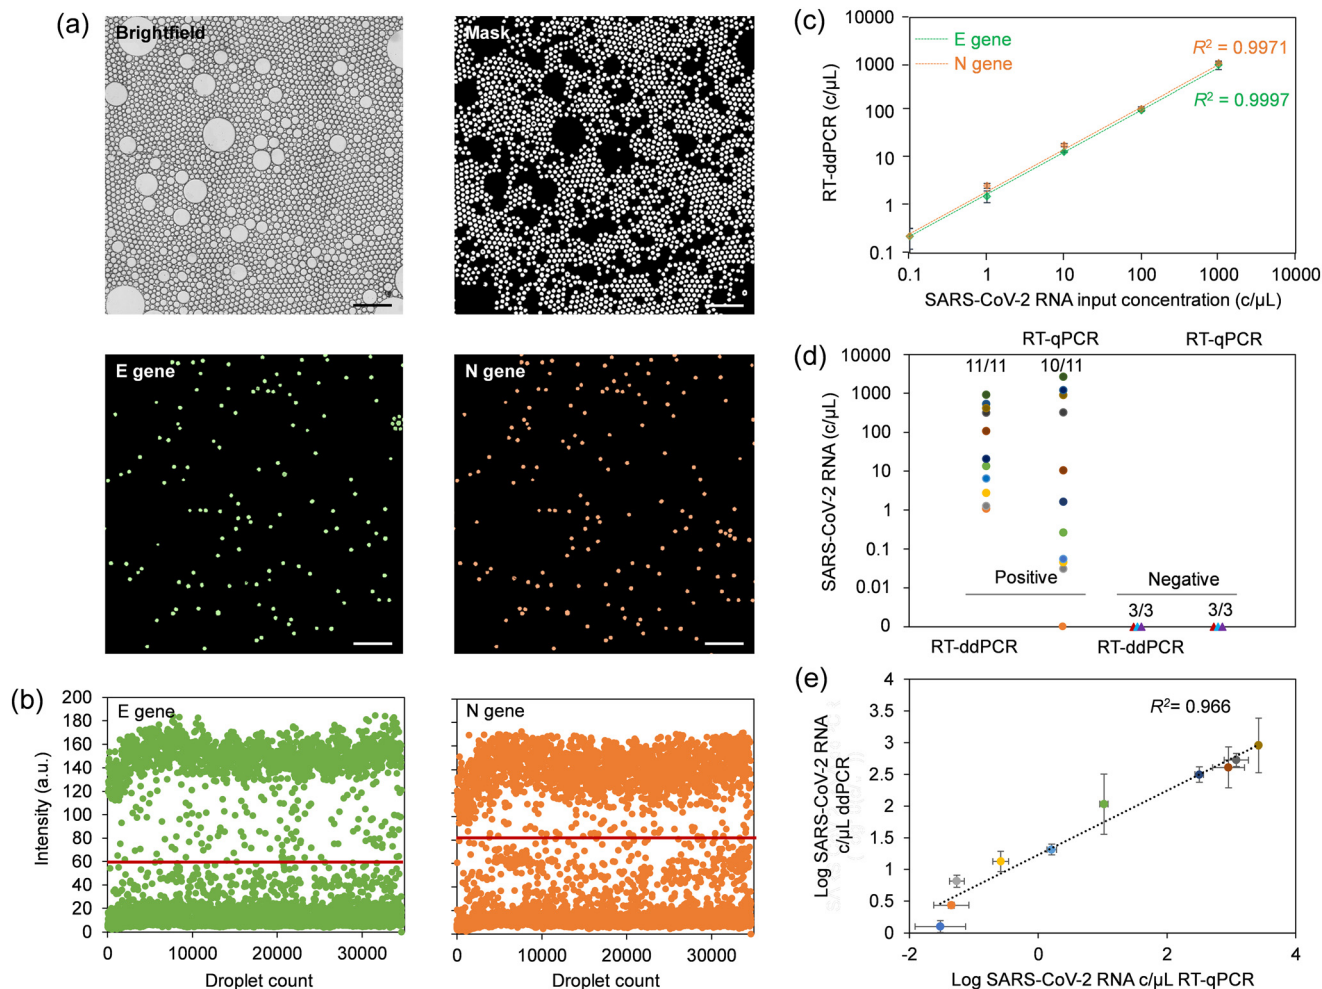 (a)
Brightfield
Mask
E gene
N gene
(b)
Intensity (a.u.)
200
180
160
140
120
100
80
60
40
20
0
E gene
N gene
0
10000
20000
30000
Droplet count
0
10000
20000
30000
Droplet count
(c)
RT-ddPCR (c/µL)
10000
1000
100
10
1
0.1
E gene
N gene
R² = 0.9971
R² = 0.9997
0.1
1
10
100
1000
10000
SARS-CoV-2 RNA input concentration (c/µL)
(d)
RT-qPCR
RT-qPCR
SARS-CoV-2 RNA (c/µL)
10000
1000
100
10
1
0.1
0.01
0
11/11
10/11
Positive
Negative
3/3
3/3
RT-ddPCR
RT-ddPCR
(e)
Log SARS-CoV-2 RNA
c/µL ddPCR
4
3.5
3
2.5
2
1.5
1
0.5
0
R²= 0.966
-2
0
2
4
Log SARS-CoV-2 RNA c/µL RT-qPCR